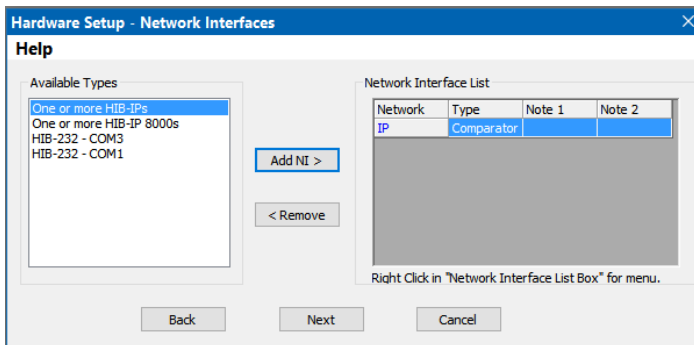 Hardware Setup - Network Interfaces
Help
Available Types
One or more HIB-IPs
One or more HIB-IP 8000s
HIB-232 - COM3
HIB-232 - COM1
Add NI >
< Remove
Network Interface List
Network Type Note 1 Note 2
IP Comparator
Right Click in "Network Interface List Box" for menu.
Back Next Cancel